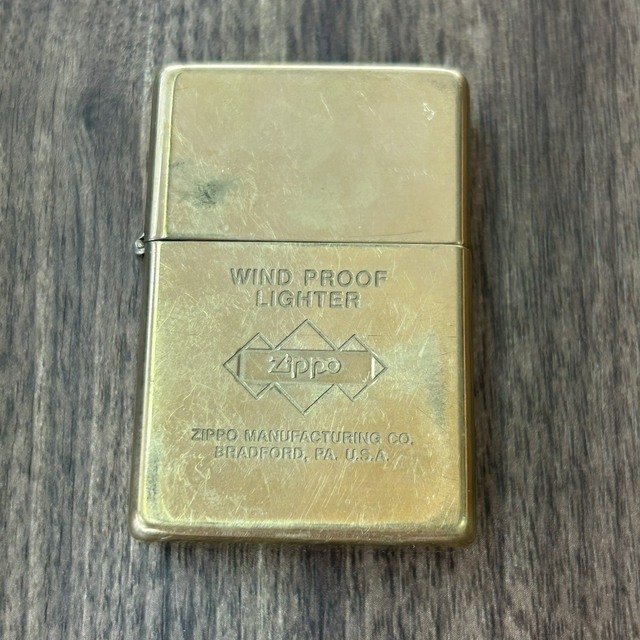 WIND PROOF
LIGHTER
Zippo
ZIPPO MANUFACTURING CO.
BRADFORD, PA. U.S.A.